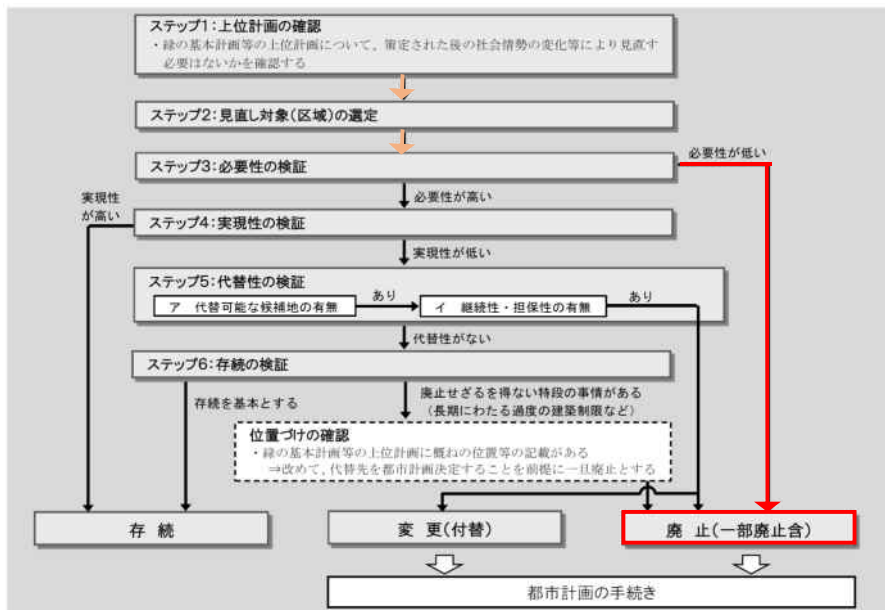 ステップ1:上位計画の確認
・緑の基本計画等の上位計画について、策定された後の社会情勢の変化等により見直す
必要はないかを確認する
ステップ2:見直し対象(区域)の選定
ステップ3:必要性の検証
必要性が低い
必要性が高い
実現性
が高い
ステップ4:実現性の検証
実現性が低い
ステップ5:代替性の検証
ア 代替可能な候補地の有無
あり
イ 継続性・担保性の有無
あり
代替性がない
ステップ6:存続の検証
存続を基本とする
廃止せざるを得ない特段の事情がある
(長期にわたる過度の建築制限など)
位置づけの確認
・緑の基本計画等の上位計画に概ねの位置等の記載がある
⇒改めて、代替先を都市計画決定することを前提に一旦廃止とする
存 続
変 更(付替)
廃 止(一部廃止含)
都市計画の手続き